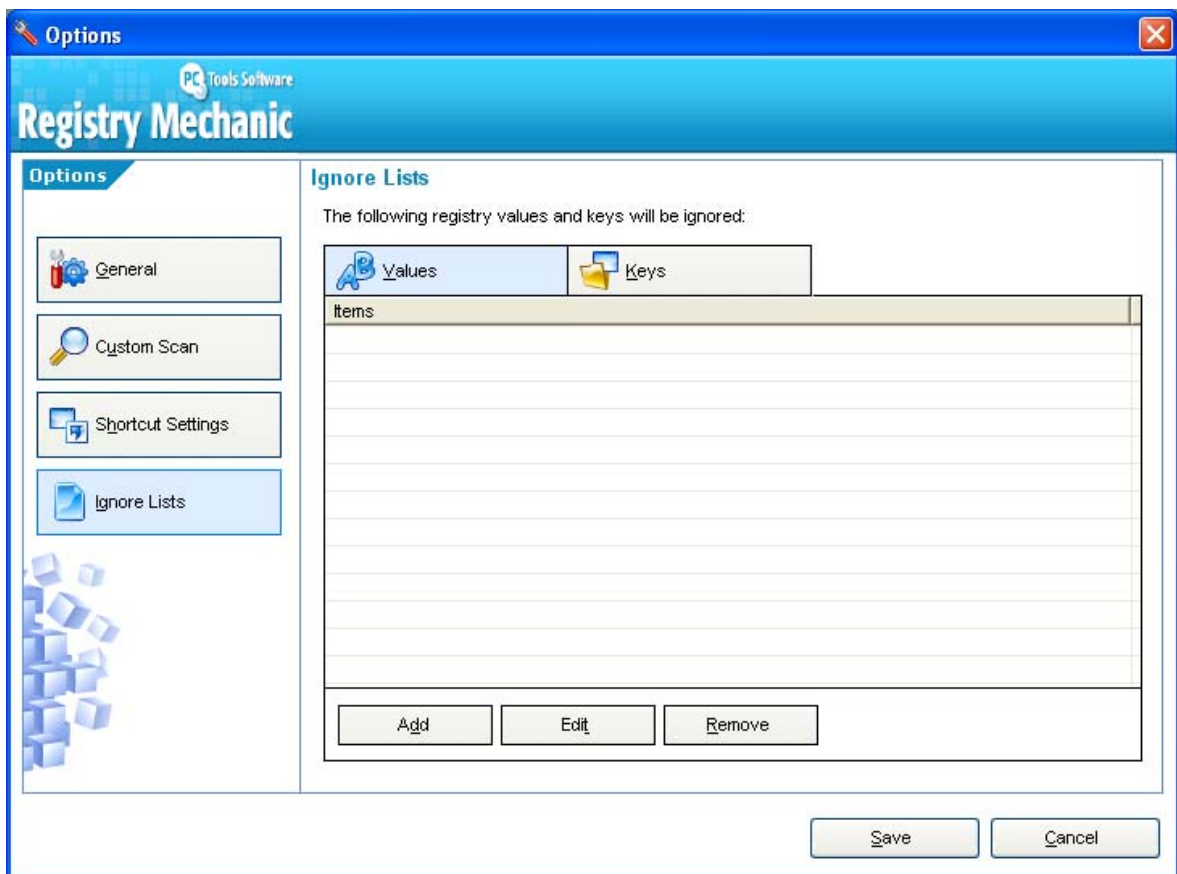 Options
PC Tools Software
Registry Mechanic
Options
General
Custom Scan
Shortcut Settings
Ignore Lists
Ignore Lists
The following registry values and keys will be ignored:
Values Keys
Items
Add Edit Remove
Save Cancel